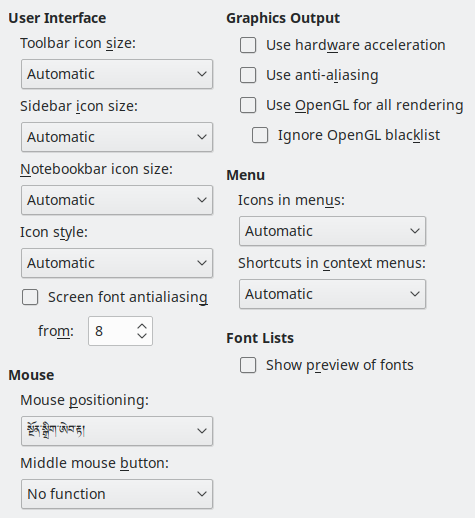 User Interface
Toolbar icon size:
Automatic
Sidebar icon size:
Automatic
Notebookbar icon size:
Automatic
Icon style:
Automatic
Screen font antialiasing
from: 8
Mouse
Mouse positioning:
Middle mouse button:
No function
Graphics Output
Use hardware acceleration
Use anti-aliasing
Use OpenGL for all rendering
Ignore OpenGL blacklist
Menu
Icons in menus:
Automatic
Shortcuts in context menus:
Automatic
Font Lists
Show preview of fonts